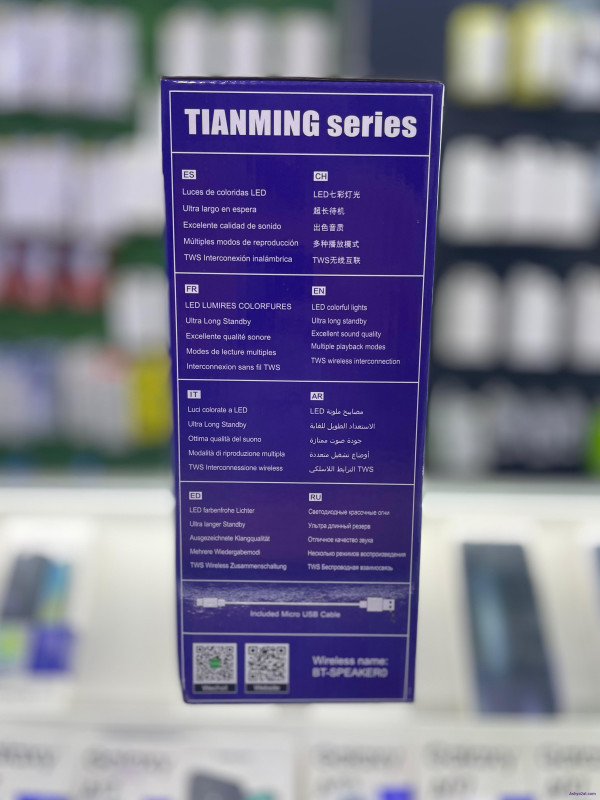 TIANMING series
ES
Luces de coloridas LED
Ultra largo en espera
Excelente calidad de sonido
Múltiples modos de reproducción
TWS Interconexión inalámbrica
CH
LED七彩灯光
超长待机
出色音质
多种播放模式
TWS无线互联
FR
LED LUMIRES COLORFURES
Ultra Long Standby
Excellente qualité sonore
Modes de lecture multiples
Interconnexion sans fil TWS
EN
LED colorful lights
Ultra long standby
Excellent sound quality
Multiple playback modes
TWS wireless interconnection
IT
Luci colorate a LED
Ultra Long Standby
Ottima qualità del suono
Modalità di riproduzione multipla
TWS Interconnessione wireless
AR
مصابيح ملونة LED
الاستعداد الطويل للغاية
جودة صوت ممتازة
أوضاع تشغيل متعددة
TWS الترابط اللاسلكي
ED
LED farbenfrohe Lichter
Ultra langer Standby
Ausgezeichnete Klangqualität
Mehrere Wiedergabemodi
TWS Wireless Zusammenschaltung
RU
Светодиодные красочные огни
Ультра длинный резерв
Отличное качество звука
Несколько режимов воспроизведения
TWS Беспроводная взаимосвязь
Included Micro USB Cable
Wechat
Website
Wireless name:
BT-SPEAKER0
Galaxy
Galaxy
Galaxy
Galaxy